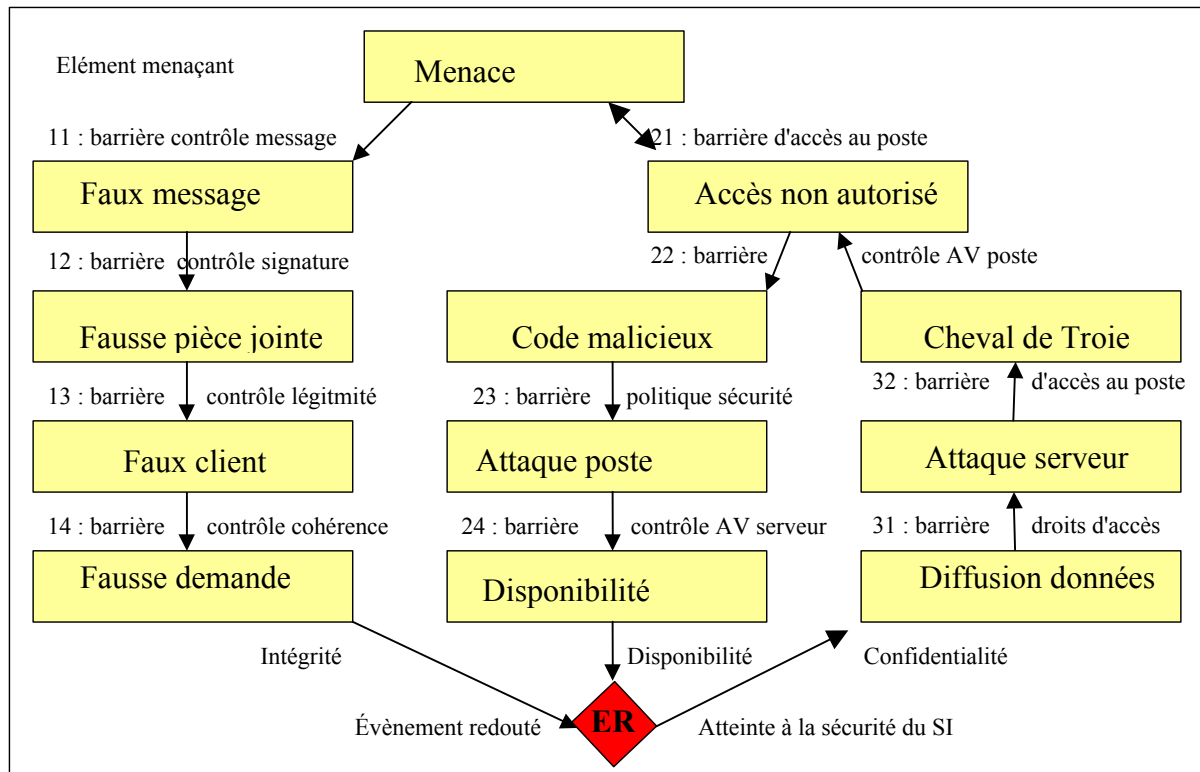 Menace
Elément menaçant
11 : barrière contrôle message
21 : barrière d'accès au poste
Faux message
Accès non autorisé
12 : barrière contrôle signature
22 : barrière
contrôle AV poste
Fausse pièce jointe
Code malicieux
Cheval de Troie
13 : barrière contrôle légitmité
23 : barrière politique sécurité
32 : barrière d'accès au poste
Faux client
Attaque poste
Attaque serveur
14 : barrière contrôle cohérence
24 : barrière contrôle AV serveur
31 : barrière droits d'accès
Fausse demande
Disponibilité
Diffusion données
Intégrité
Disponibilité
Confidentialité
Évènement redouté
ER
Atteinte à la sécurité du SI